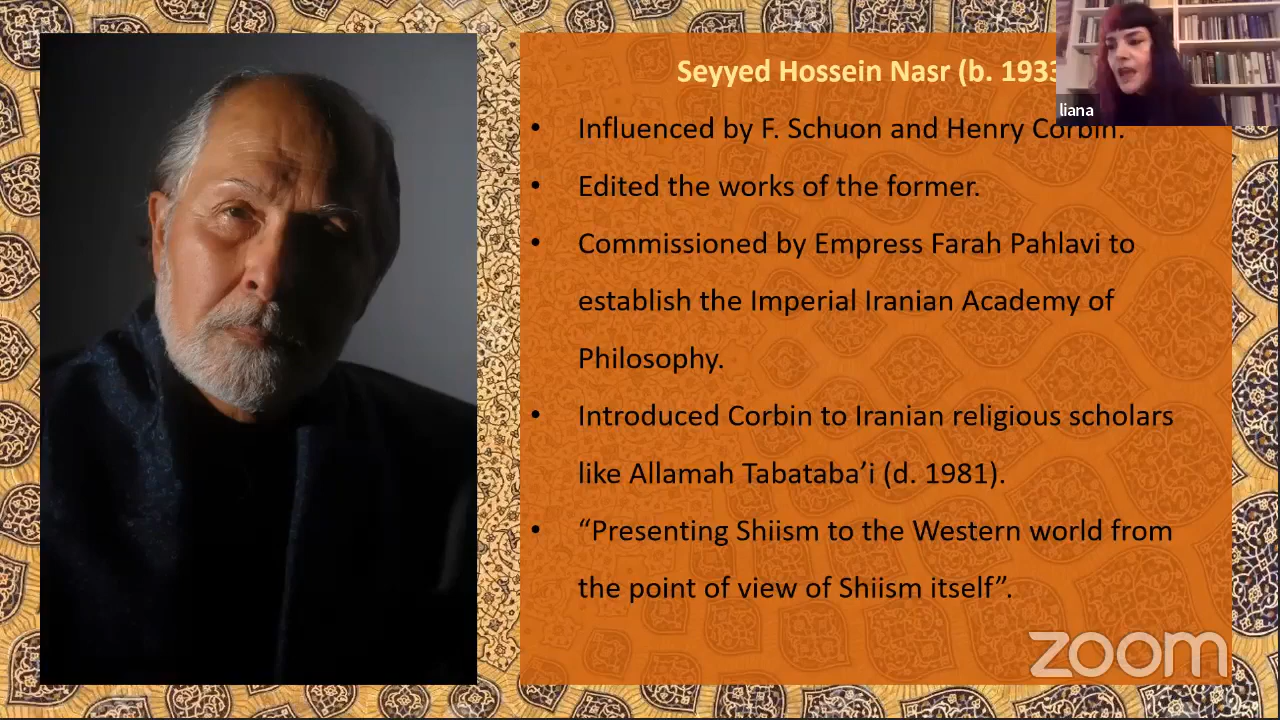 Seyyed Hossein Nasr (b. 1933
liana
• Influenced by F. Schuon and Henry Corbin.
• Edited the works of the former.
• Commissioned by Empress Farah Pahlavi to
establish the Imperial Iranian Academy of
Philosophy.
• Introduced Corbin to Iranian religious scholars
like Allamah Tabataba’i (d. 1981).
• “Presenting Shiism to the Western world from
the point of view of Shiism itself”.
zoom